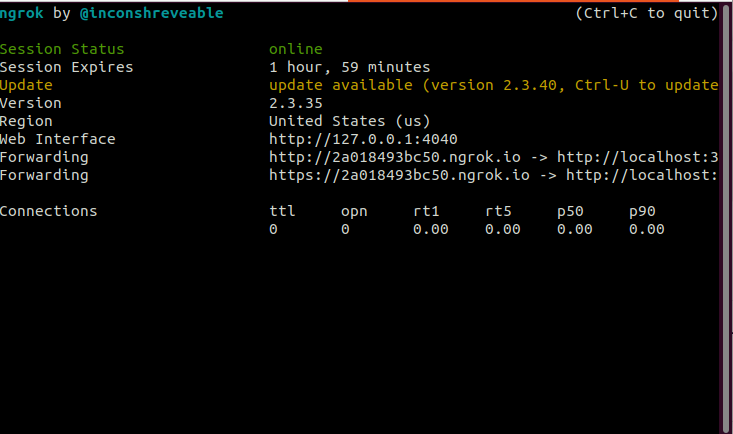 ngrok by @inconshreveable (Ctrl+C to quit)
Session Status online
Session Expires 1 hour, 59 minutes
Update update available (version 2.3.40, Ctrl-U to update
Version 2.3.35
Region United States (us)
Web Interface http://127.0.0.1:4040
Forwarding http://2a018493bc50.ngrok.io -> http://localhost:3
Forwarding https://2a018493bc50.ngrok.io -> http://localhost:
Connections ttl opn rt1 rt5 p50 p90
0 0 0.00 0.00 0.00 0.00